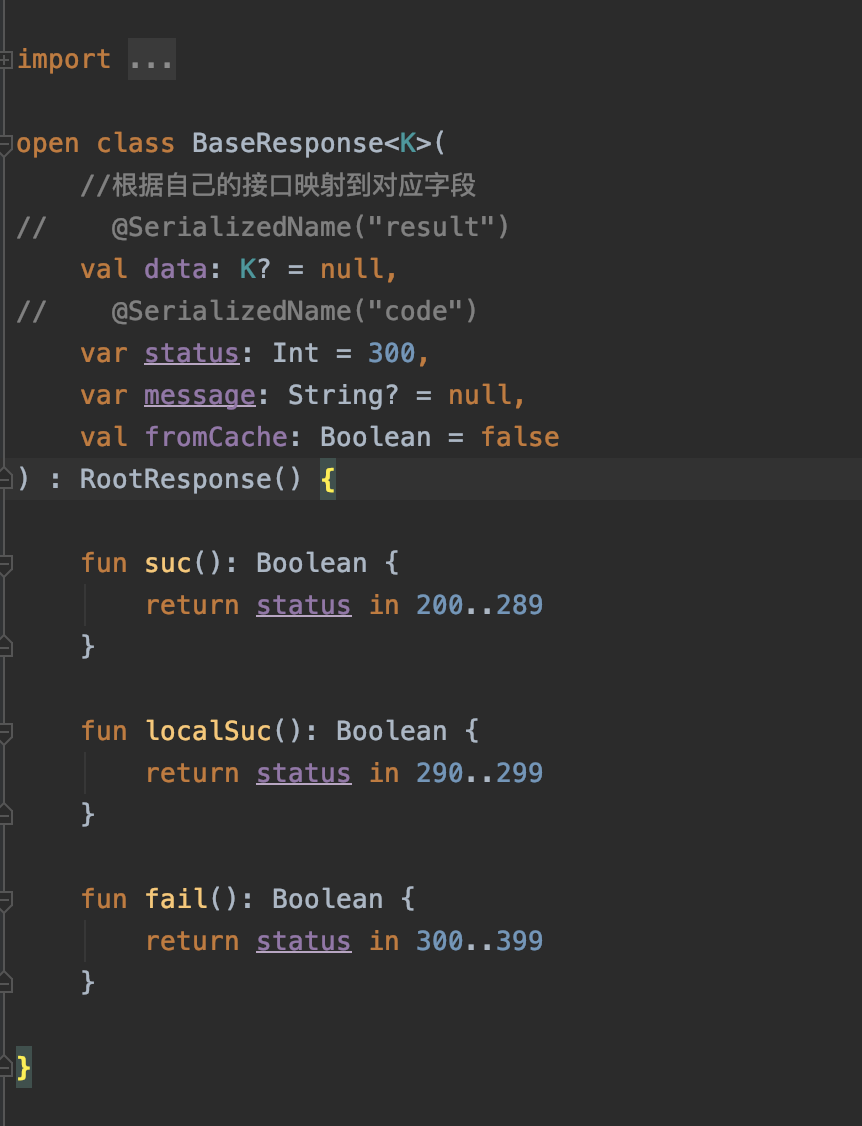 import ...
open class BaseResponse<K>(
    //根据自己的接口映射到对应字段
//    @SerializedName("result")
    val data: K? = null,
//    @SerializedName("code")
    var status: Int = 300,
    var message: String? = null,
    val fromCache: Boolean = false
) : RootResponse() {
    fun suc(): Boolean {
        return status in 200..289
    }
    fun localSuc(): Boolean {
        return status in 290..299
    }
    fun fail(): Boolean {
        return status in 300..399
    }
}